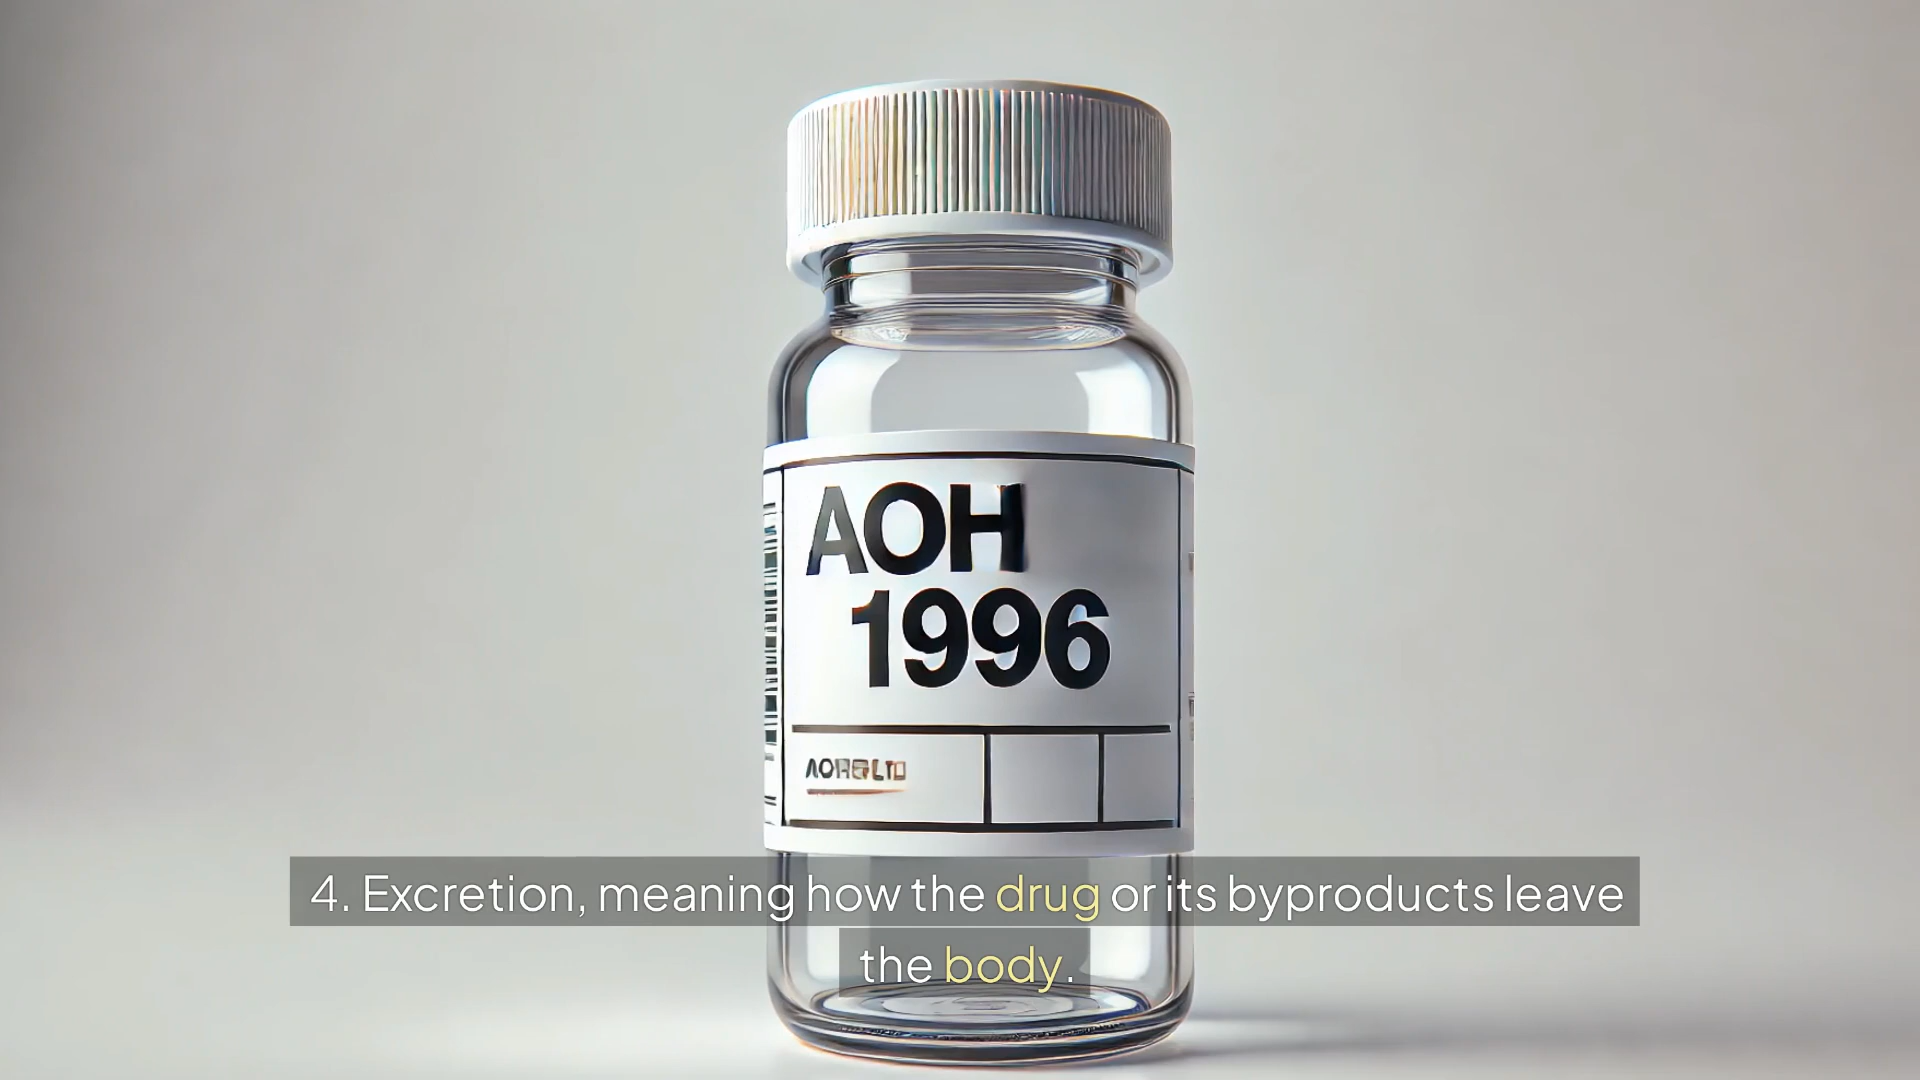 AOH
1996
4. Excretion, meaning how the drug or its byproducts leave
the body.